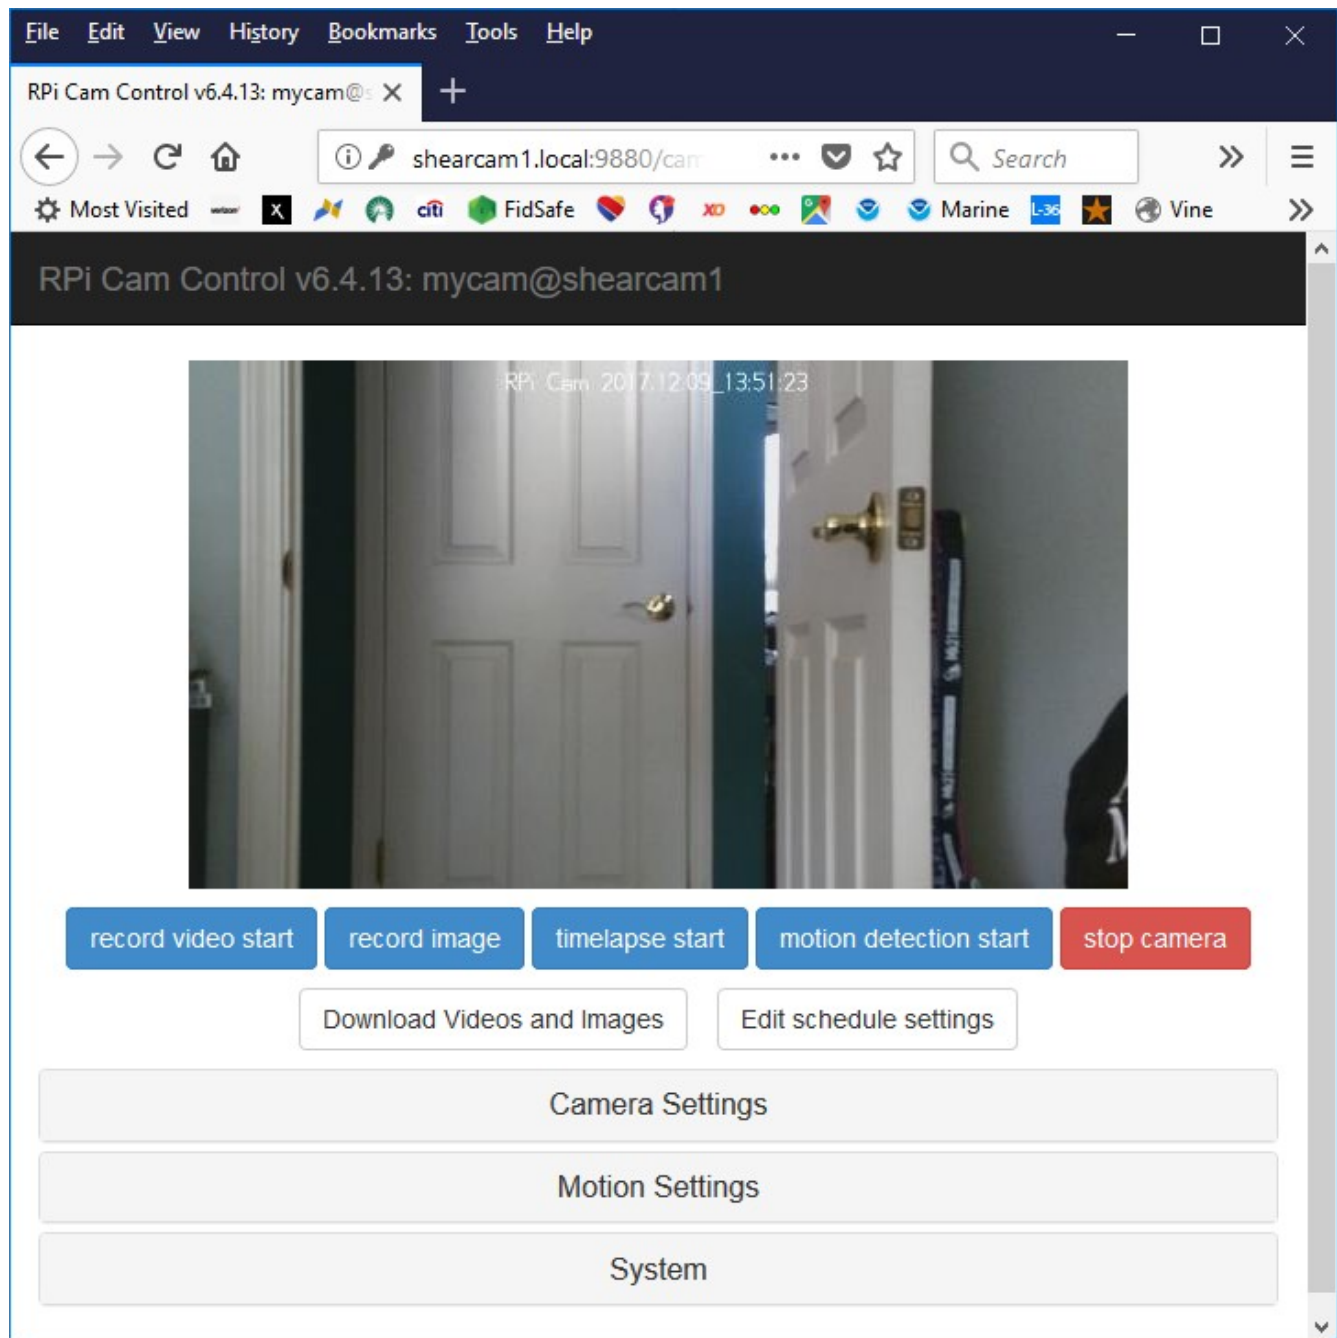 File Edit View History Bookmarks Tools Help
RPi Cam Control v6.4.13: mycam@s
shearcam1.local:9880/cam
Search
Most Visited citi FidSafe XO Marine L-36 Vine
RPi Cam Control v6.4.13: mycam@shearcam1
RPi Cam 2017.12.09_13:51:23
record video start record image timelapse start motion detection start stop camera
Download Videos and Images Edit schedule settings
Camera Settings
Motion Settings
System